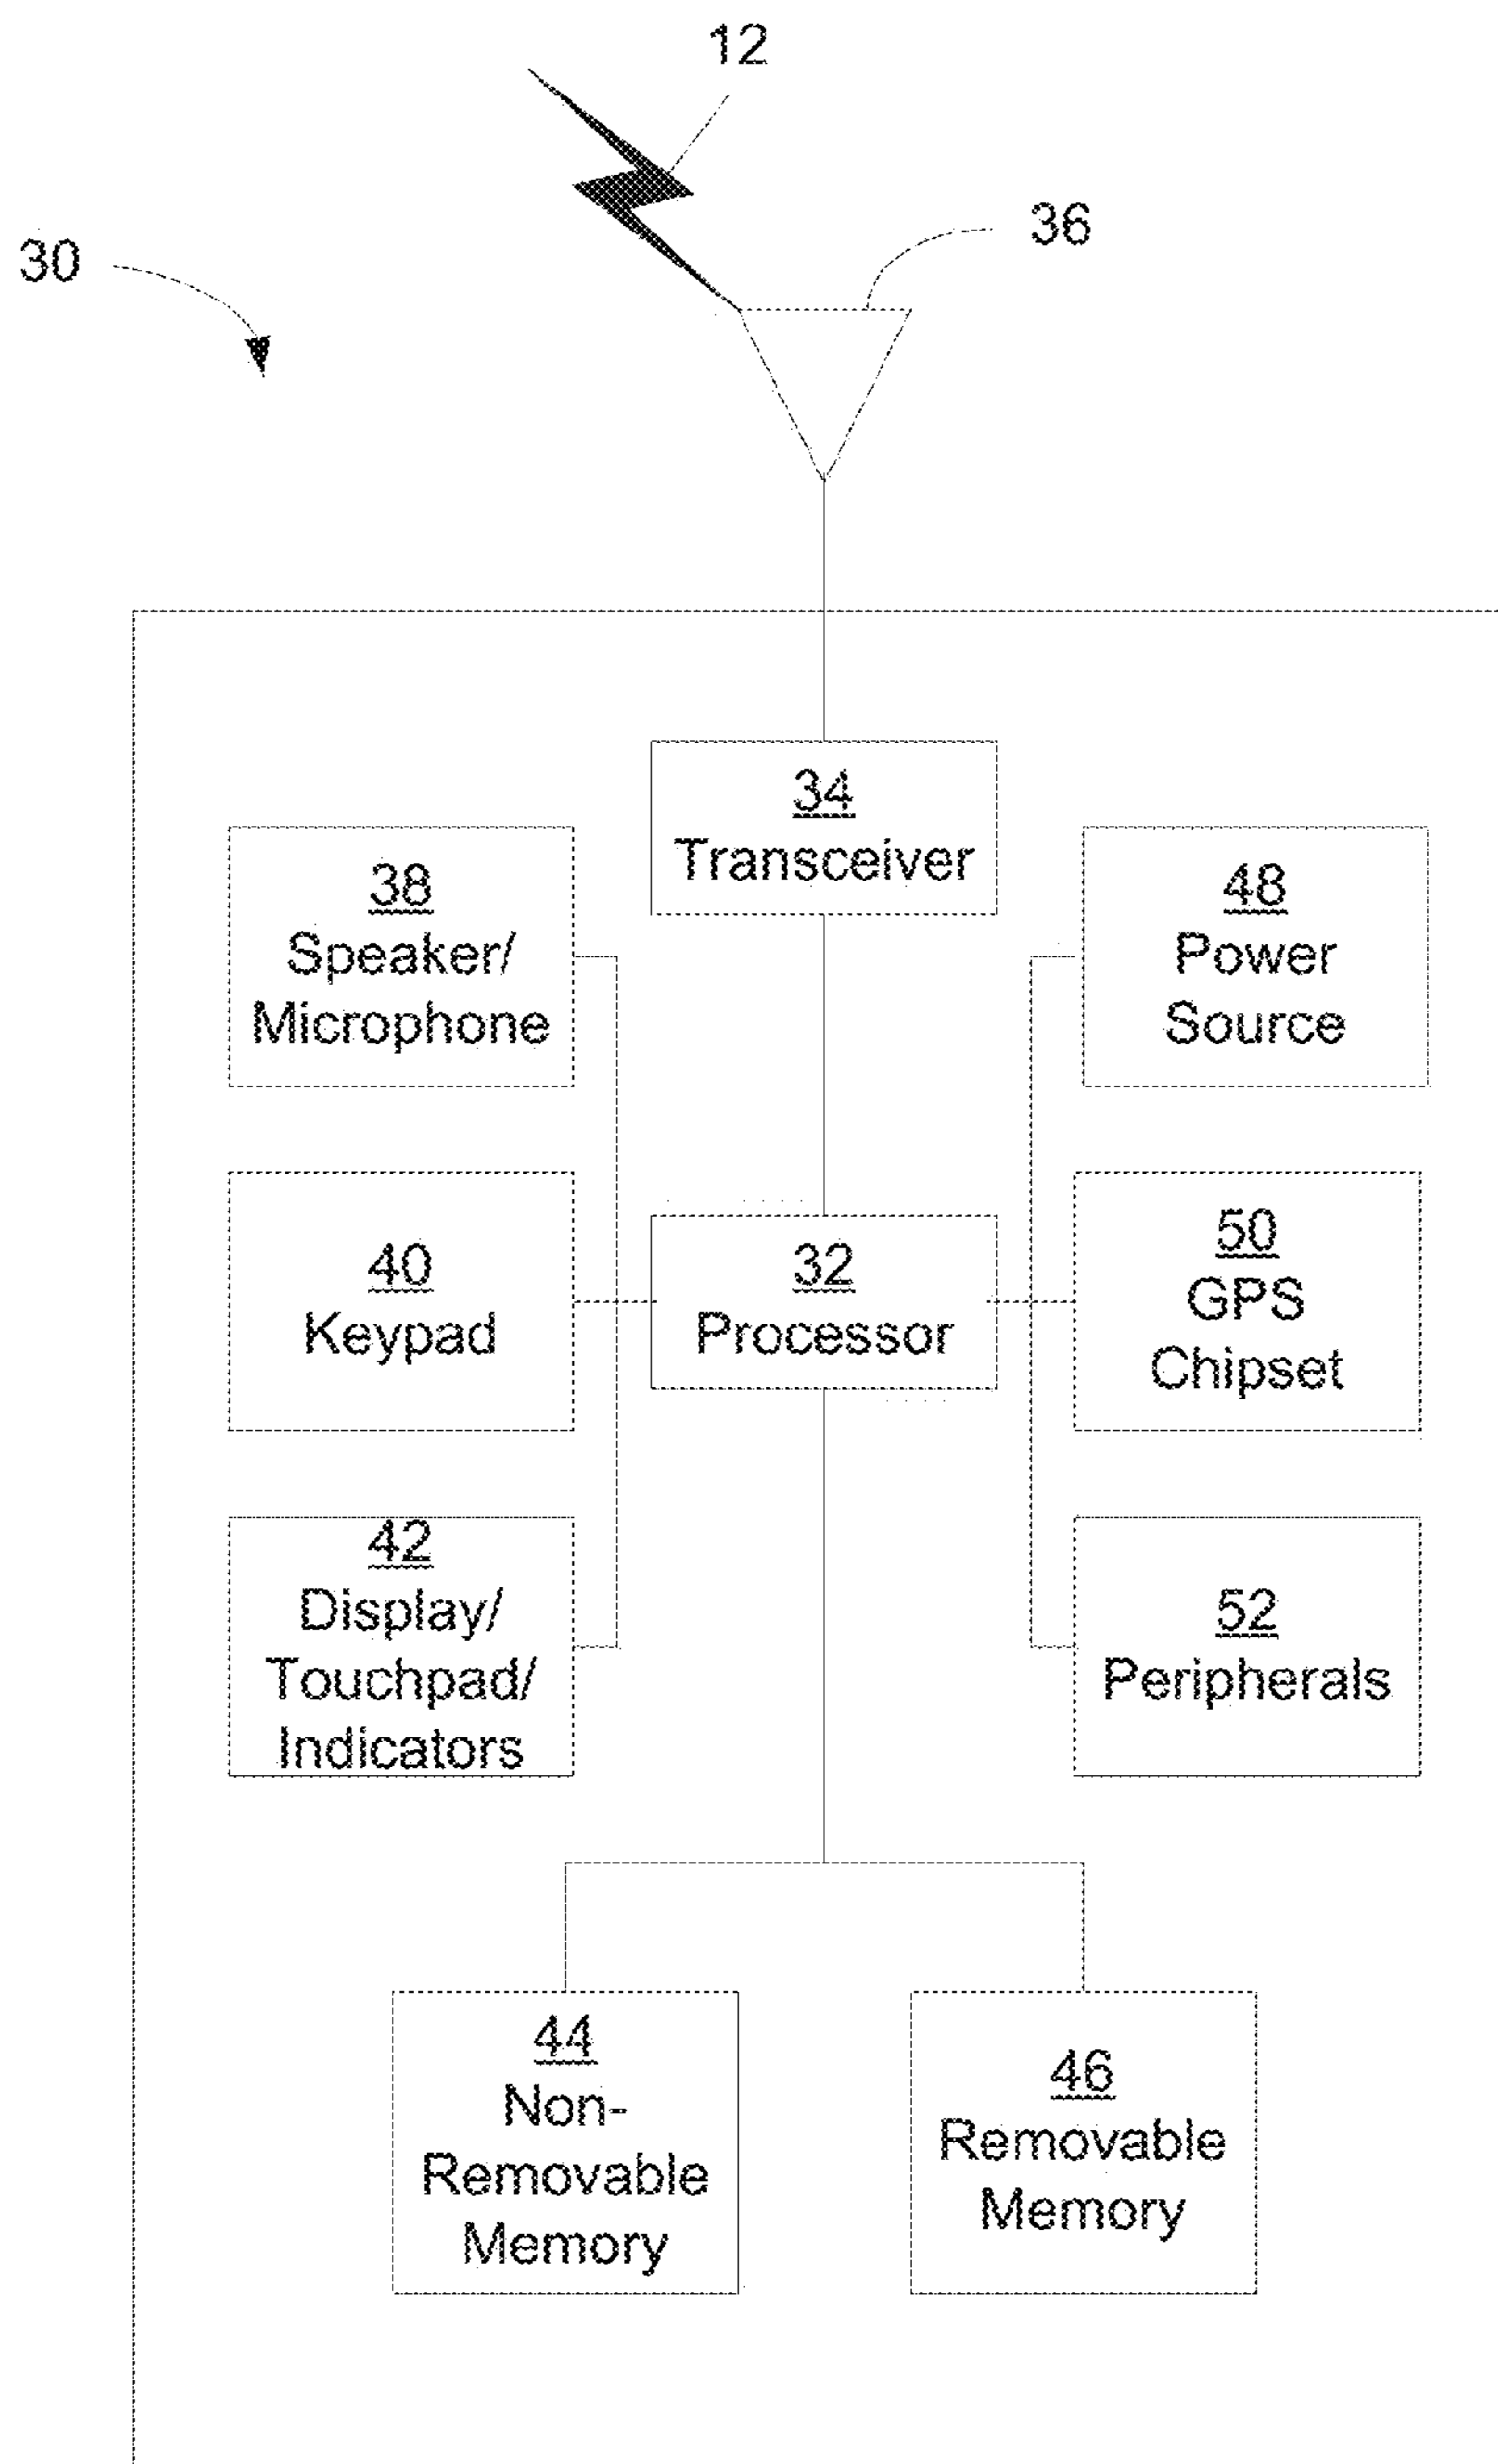 12
36
30
34
Transceiver
38
Speaker/
Microphone
48
Power
Source
40
Keypad
32
Processor
50
GPS
Chipset
42
Display/
Touchpad/
Indicators
52
Peripherals
44
Non-
Removable
Memory
46
Removable
Memory